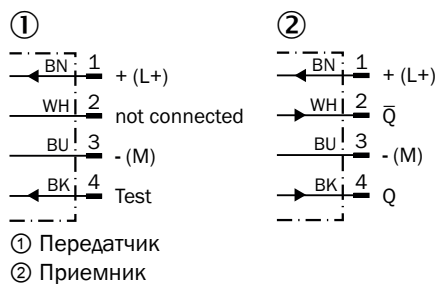 ① ②
BN 1 + (L+)
WH 2 not connected
BU 3 - (M)
BK 4 Test
BN 1 + (L+)
WH 2 Q̅
BU 3 - (M)
BK 4 Q
① Передатчик
② Приемник